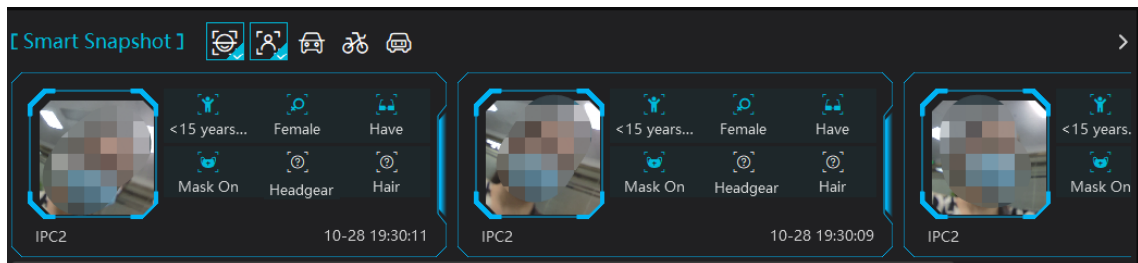 [ Smart Snapshot ]
<15 years... Female Have
Mask On Headgear Hair
IPC2 10-28 19:30:11
<15 years... Female Have
Mask On Headgear Hair
IPC2 10-28 19:30:09
<15 years.
Mask On
IPC2